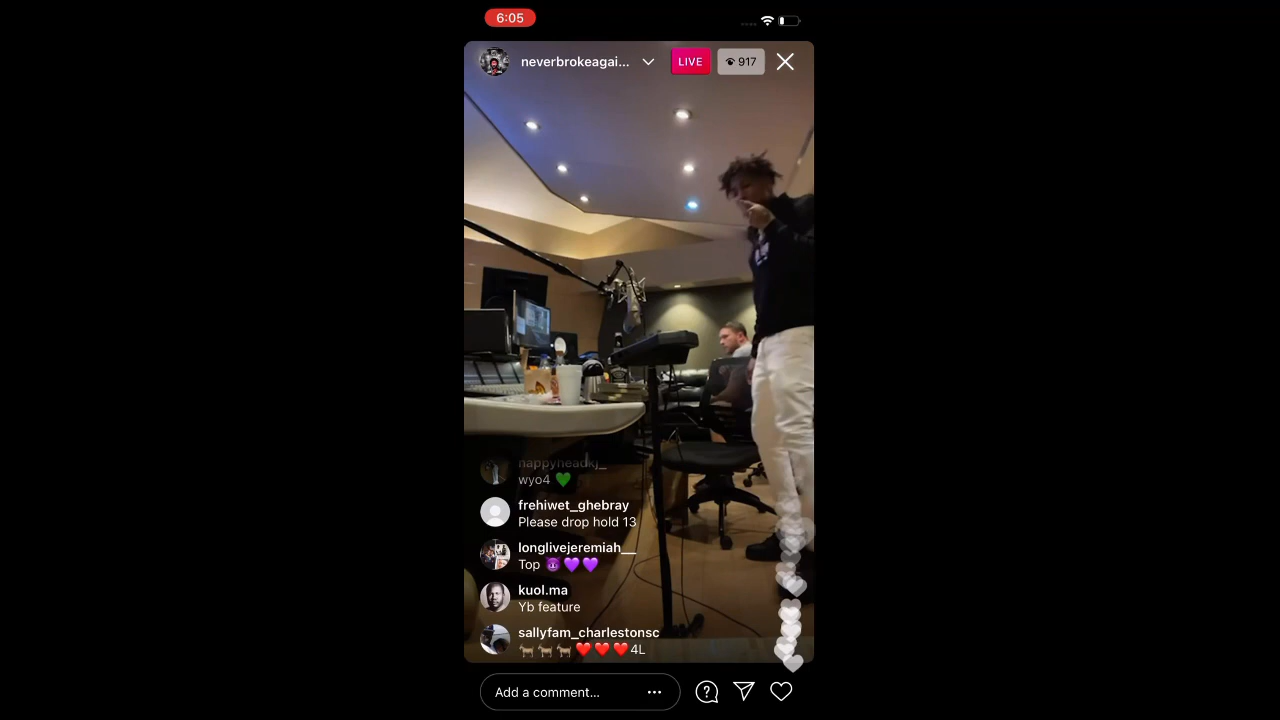 6:05
neverbrokeagai...
LIVE
917
happyheadkj_
wyo4 💚
frehiwet_ghebray
Please drop hold 13
longlivejeremiah__
Top 😈💜💜
kuol.ma
Yb feature
sallyfam_charlestonsc
🐐🐐🐐❤️❤️❤️4L
Add a comment...